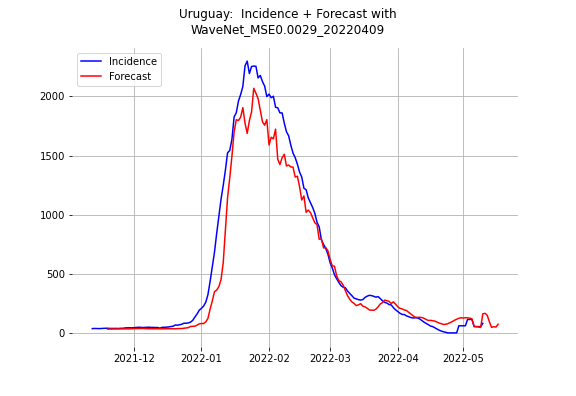 Uruguay:  Incidence + Forecast with
WaveNet_MSE0.0029_20220409
Incidence
Forecast
2000
1500
1000
500
0
2021-12
2022-01
2022-02
2022-03
2022-04
2022-05